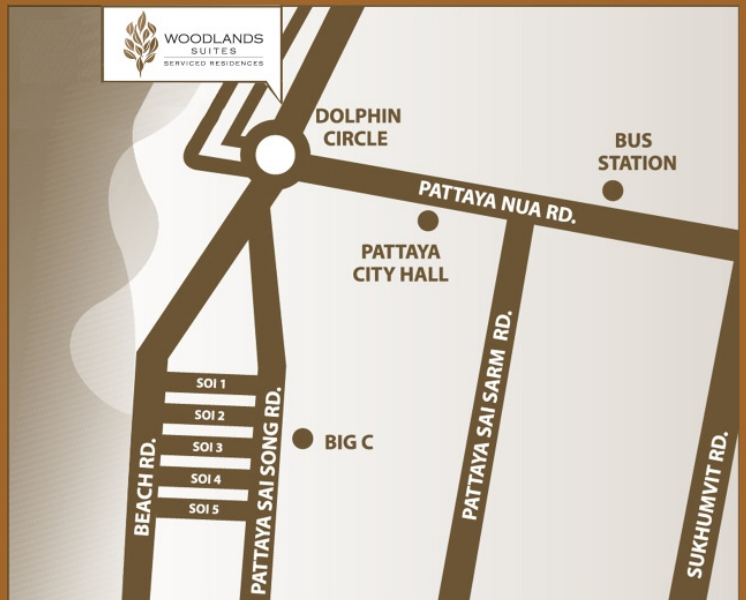 WOODLANDS
SUITES
SERVICED RESIDENCES
DOLPHIN
CIRCLE
BUS
STATION
PATTAYA NUA RD.
PATTAYA
CITY HALL
SOI 1
SOI 2
SOI 3
SOI 4
SOI 5
BEACH RD.
PATTAYA SAI SONG RD.
BIG C
PATTAYA SAI SARM RD.
SUKHUMVIT RD.